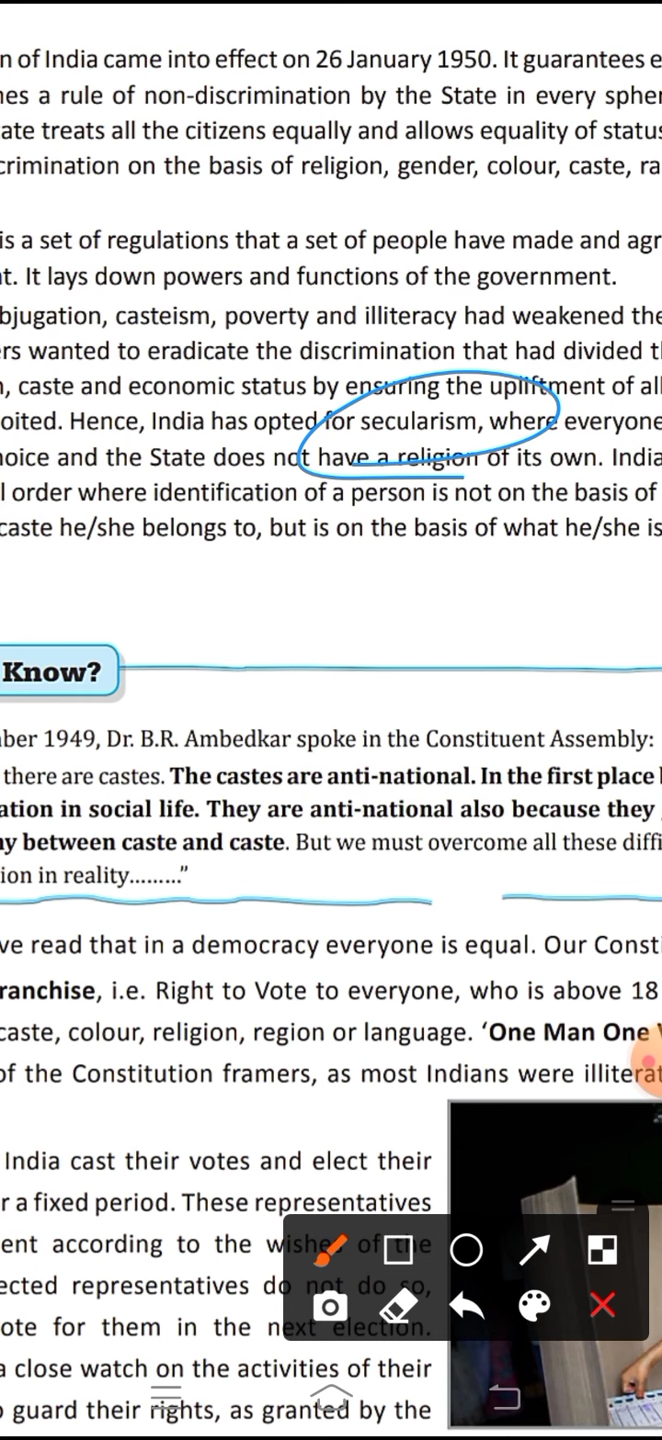 n of India came into effect on 26 January 1950. It guarantees e
nes a rule of non-discrimination by the State in every spher
ate treats all the citizens equally and allows equality of status
crimination on the basis of religion, gender, colour, caste, ra
is a set of regulations that a set of people have made and agr
t. It lays down powers and functions of the government.
bjugation, casteism, poverty and illiteracy had weakened the
ers wanted to eradicate the discrimination that had divided th
n, caste and economic status by ensuring the upliftment of all
oited. Hence, India has opted for secularism, where everyone
hoice and the State does not have a religion of its own. India
l order where identification of a person is not on the basis of
caste he/she belongs to, but is on the basis of what he/she is
Know?
ber 1949, Dr. B.R. Ambedkar spoke in the Constituent Assembly:
there are castes. The castes are anti-national. In the first place
ation in social life. They are anti-national also because they
y between caste and caste. But we must overcome all these diffi
ion in reality.........”
ve read that in a democracy everyone is equal. Our Consti
ranchise, i.e. Right to Vote to everyone, who is above 18
caste, colour, religion, region or language. ‘One Man One V
of the Constitution framers, as most Indians were illiterat
India cast their votes and elect their
r a fixed period. These representatives
ent according to the wishes of the
ected representatives do not do so,
ote for them in the next election.
a close watch on the activities of their
o guard their rights, as granted by the